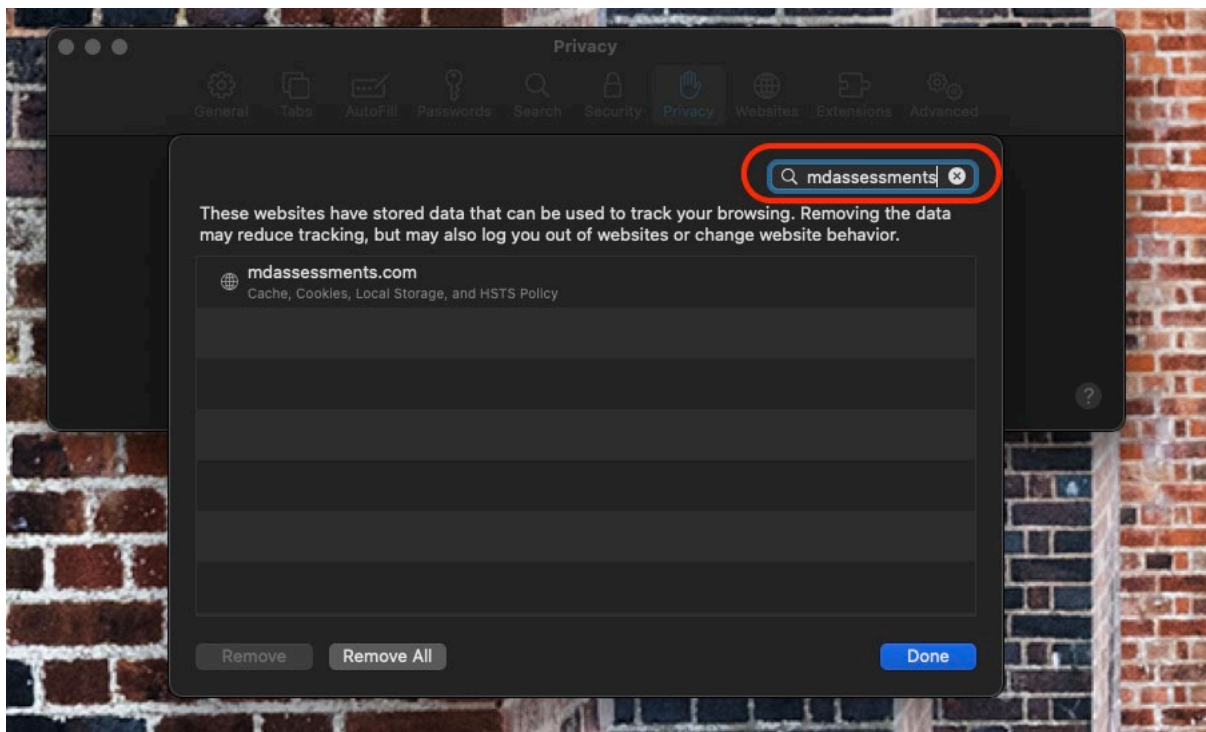 Privacy
General Tabs AutoFill Passwords Search Security Privacy Websites Extensions Advanced
mdassessments
These websites have stored data that can be used to track your browsing. Removing the data
may reduce tracking, but may also log you out of websites or change website behavior.
mdassessments.com
Cache, Cookies, Local Storage, and HSTS Policy
?
Remove Remove All Done